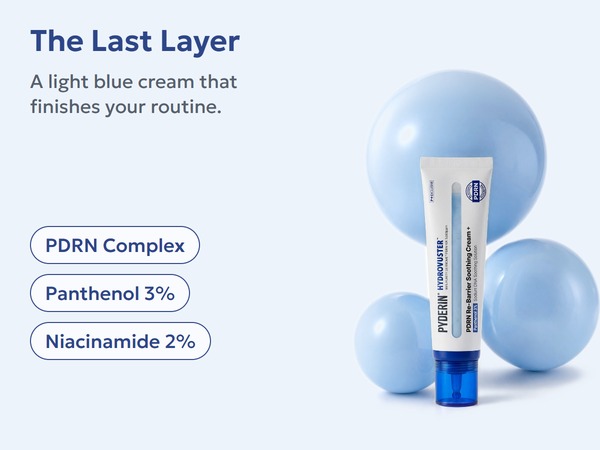 The Last Layer
A light blue cream that
finishes your routine.
PDRN Complex
Panthenol 3%
Niacinamide 2%
PYDERIN HYDROVUSTER
PDRN Re-Barrier Soothing Cream +
PDRN